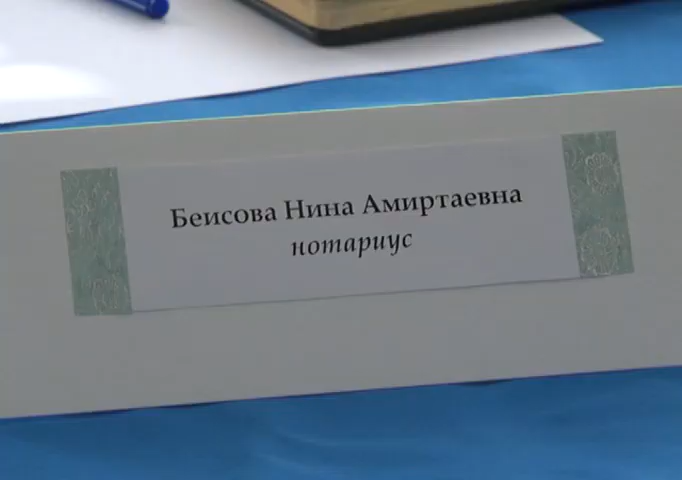 Беисова Нина Амиртаевна
нотариус